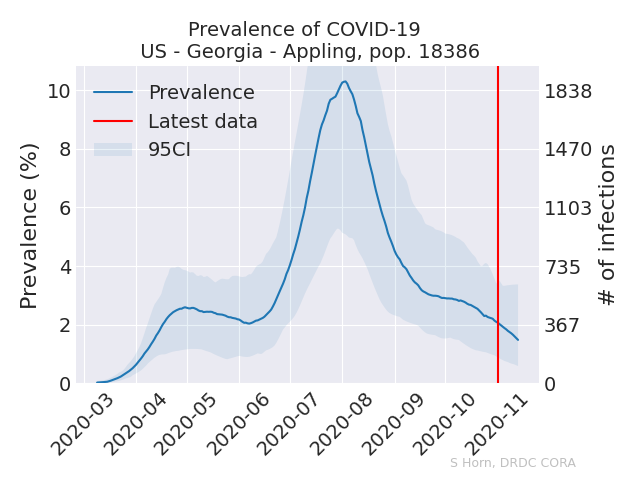 Prevalence of COVID-19
US - Georgia - Appling, pop. 18386
Prevalence
Latest data
95CI
Prevalence (%)
10
8
6
4
2
0
1838
1470
1103
735
367
0
# of infections
2020-03
2020-04
2020-05
2020-06
2020-07
2020-08
2020-09
2020-10
2020-11
S Horn, DRDC CORA